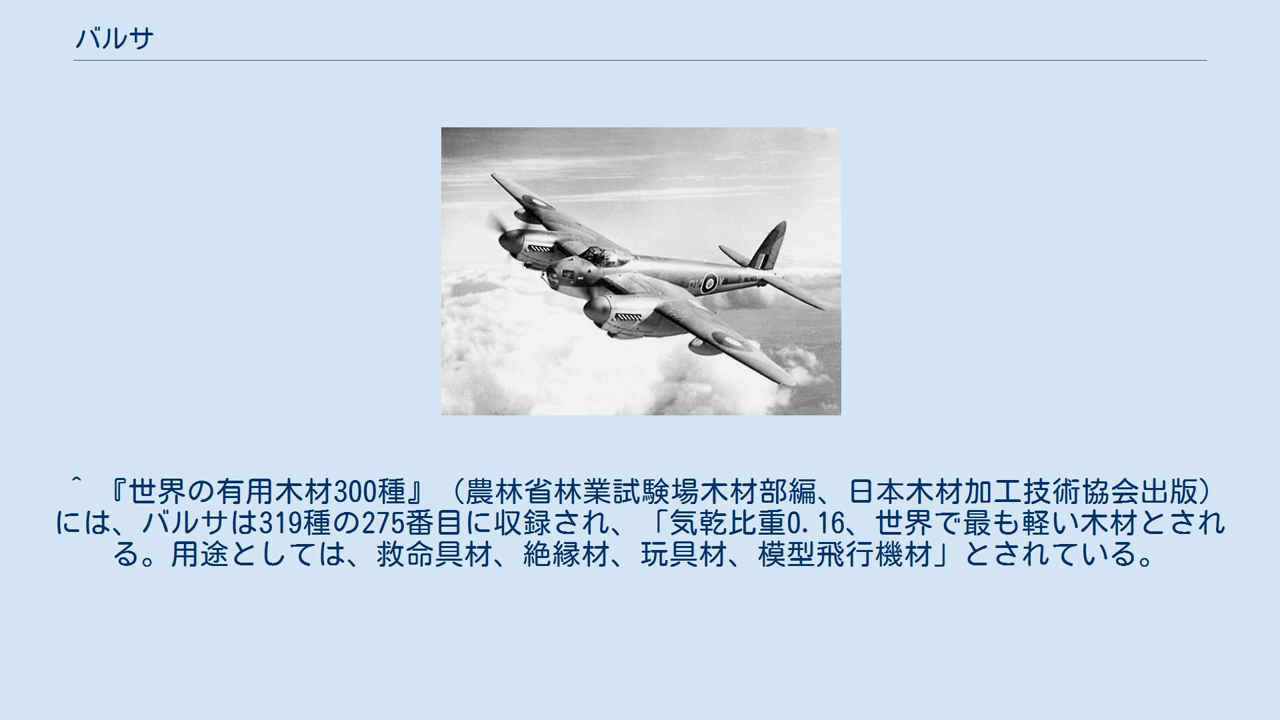 バルサ
^ 『世界の有用木材300種』（農林省林業試験場木材部編、日本木材加工技術協会出版）
には、バルサは319種の275番目に収録され、「気乾比重0.16、世界で最も軽い木材とされ
る。用途としては、救命具材、絶縁材、玩具材、模型飛行機材」とされている。